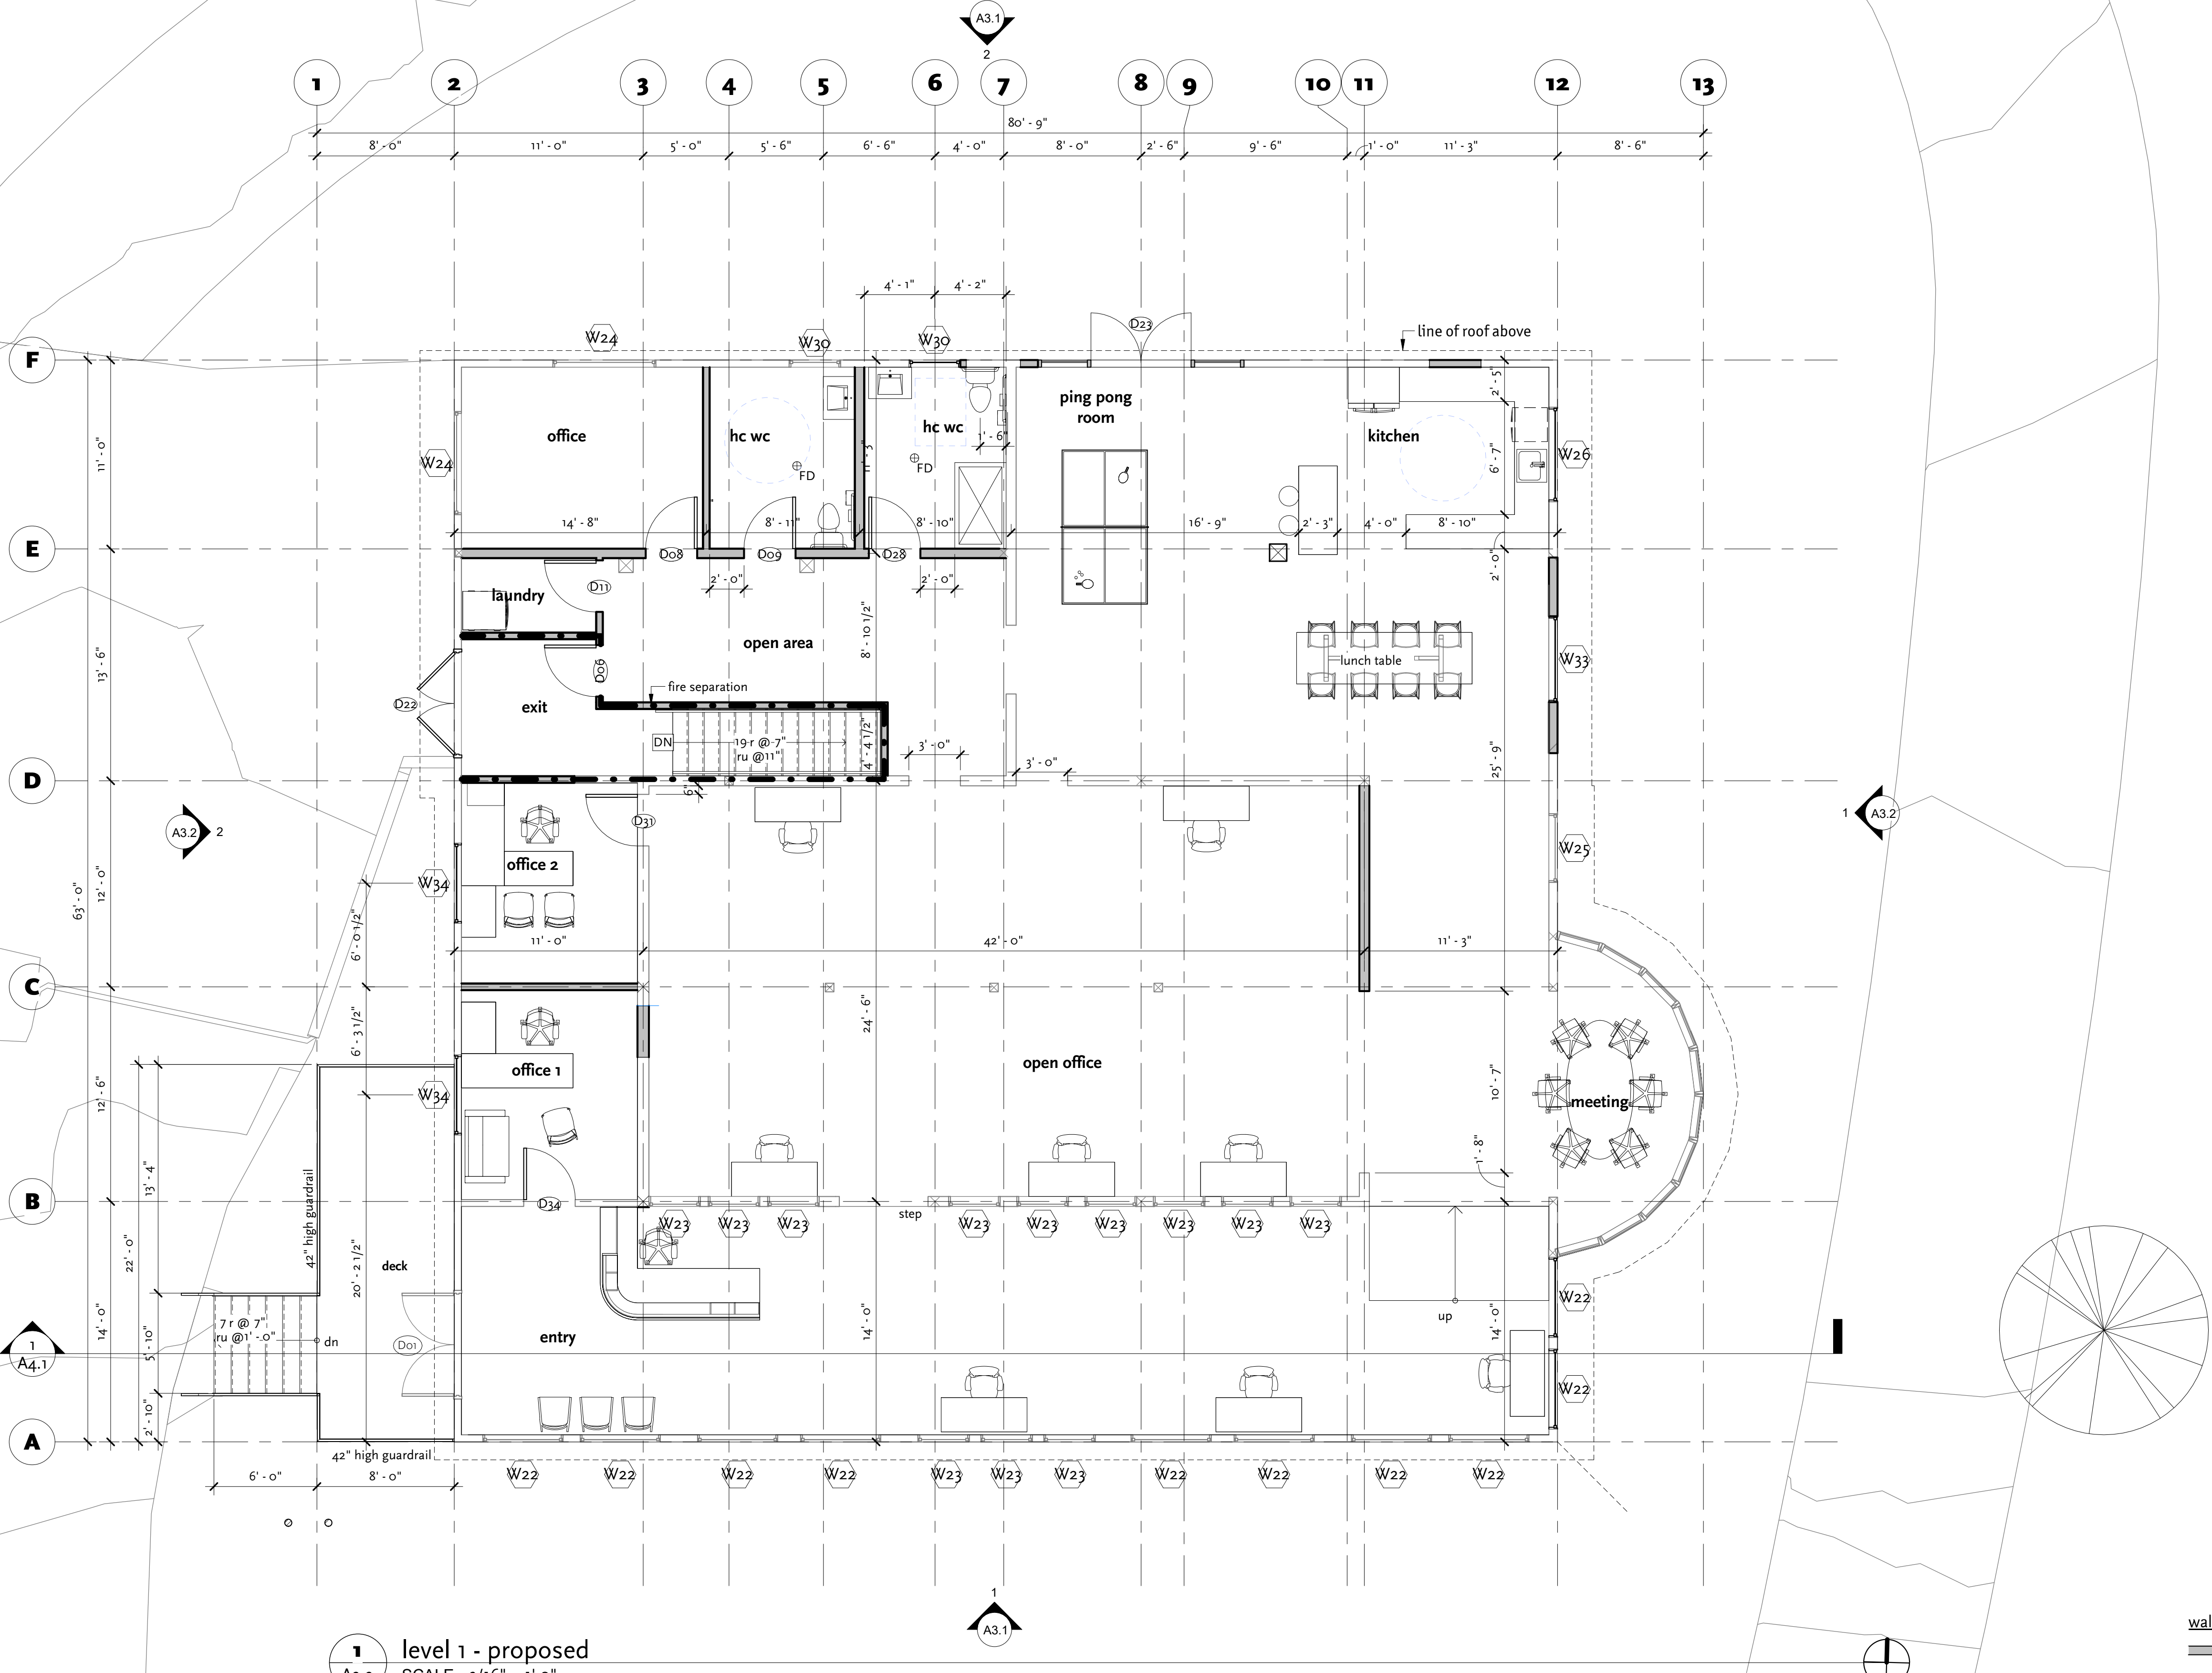 A3.1
2
1
2
3
4
5
6
7
8
9
10
11
12
13
80' - 9"
8' - 0"
11' - 0"
5' - 0"
5' - 6"
6' - 6"
4' - 0"
8' - 0"
2' - 6"
9' - 6"
1' - 0"
11' - 3"
8' - 6"
4' - 1"
4' - 2"
W24
W30
W30
D23
line of roof above
F
2' - 5"
ping pong
room
office
hc wc
hc wc
kitchen
1' - 6"
W24
W26
11' - 0"
11' - 3"
6' - 7"
FD
FD
14' - 8"
8' - 11"
8' - 10"
16' - 9"
2' - 3"
4' - 0"
8' - 10"
E
D08
D09
D28
2' - 0"
2' - 0"
2' - 0"
D11
laundry
open area
8' - 10 1/2"
13' - 6"
D06
lunch table
W33
fire separation
D22
exit
DN
19 r @ 7"
ru @11"
4' - 4 1/2"
3' - 0"
3' - 0"
25' - 9"
D
6"
A3.2
2
D31
1
A3.2
office 2
W34
W25
63' - 0"
12' - 0"
6' - 0 1/2"
11' - 0"
42' - 0"
11' - 3"
C
24' - 6"
6' - 3 1/2"
office 1
open office
10' - 7"
W34
meeting
12' - 6"
1' - 8"
13' - 4"
B
D34
step
W23
W23
W23
W23
W23
W23
W23
W23
W23
42" high guardrail
22' - 0"
20' - 2 1/2"
deck
W22
up
14' - 0"
14' - 0"
14' - 0"
7 r @ 7"
ru @1' - 0"
dn
5' - 10"
D01
entry
1
A4.1
W22
2' - 10"
A
42" high guardrail
6' - 0"
8' - 0"
W22
W22
W22
W22
W23
W23
W23
W22
W22
W22
W22
1
A3.1
1
level 1 - proposed